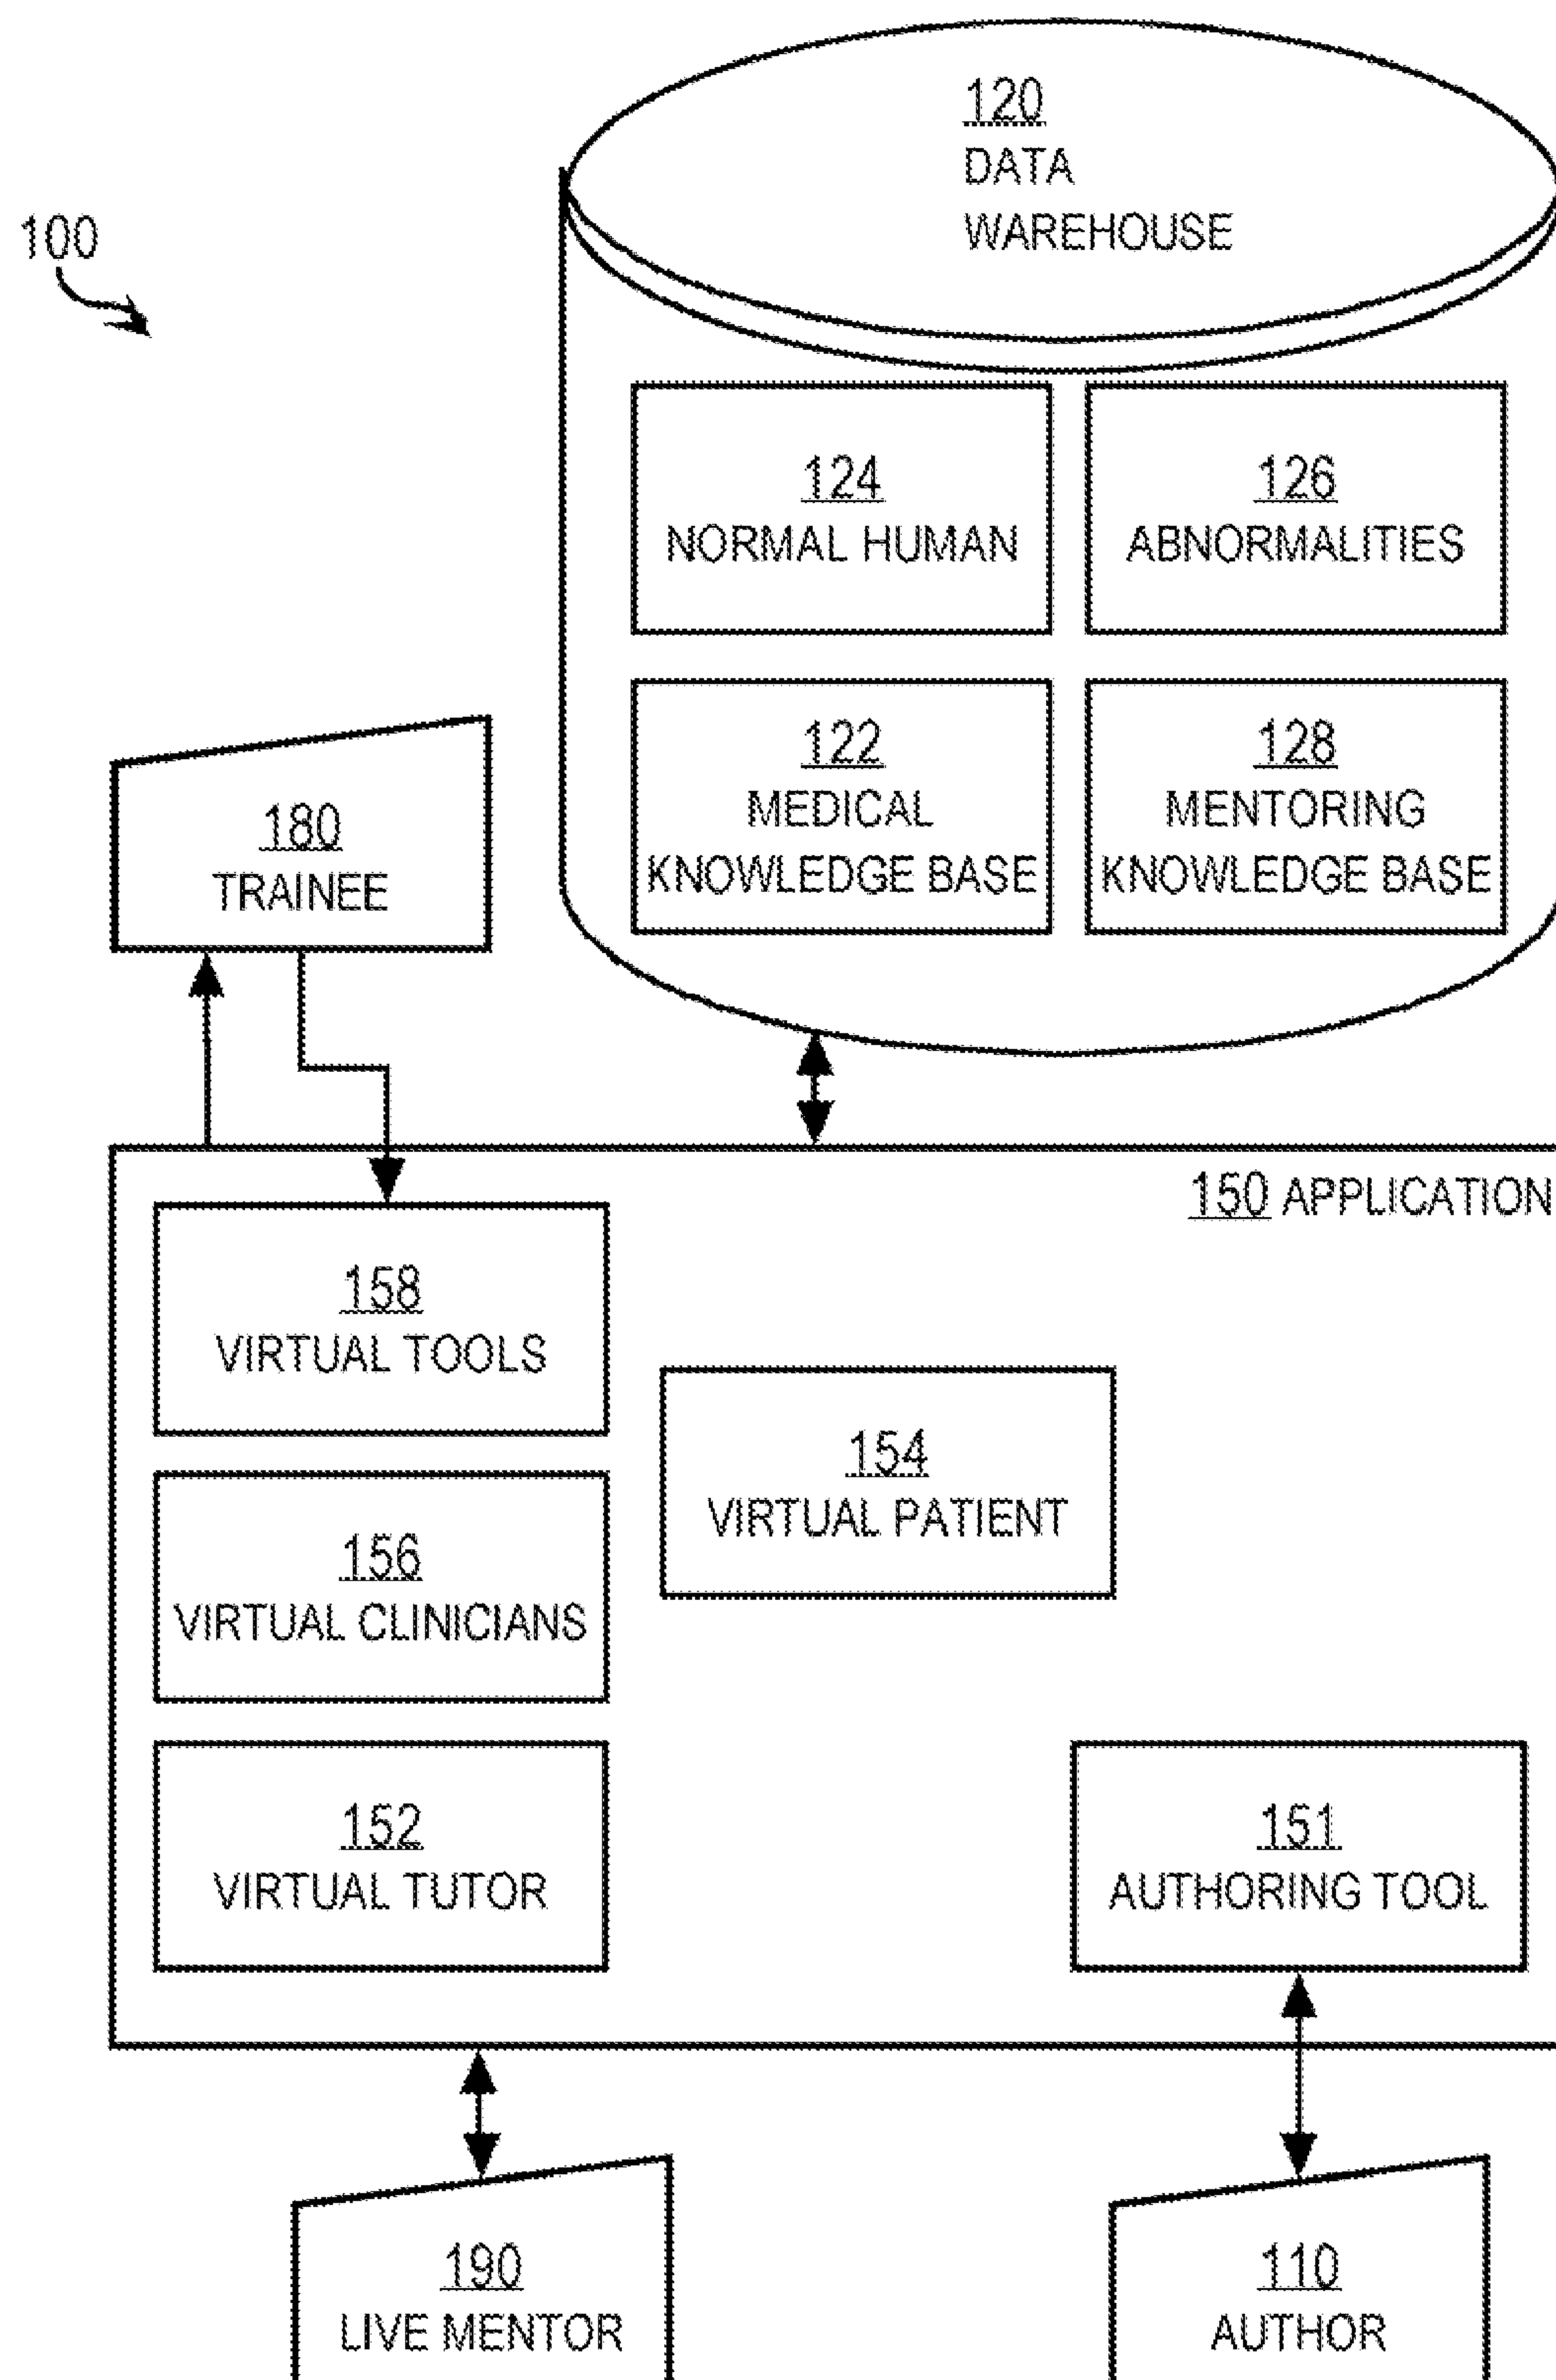 120
DATA
WAREHOUSE
100
124
NORMAL HUMAN
126
ABNORMALITIES
122
MEDICAL
KNOWLEDGE BASE
128
MENTORING
KNOWLEDGE BASE
180
TRAINEE
150 APPLICATION
158
VIRTUAL TOOLS
154
VIRTUAL PATIENT
156
VIRTUAL CLINICIANS
152
VIRTUAL TUTOR
151
AUTHORING TOOL
190
LIVE MENTOR
110
AUTHOR